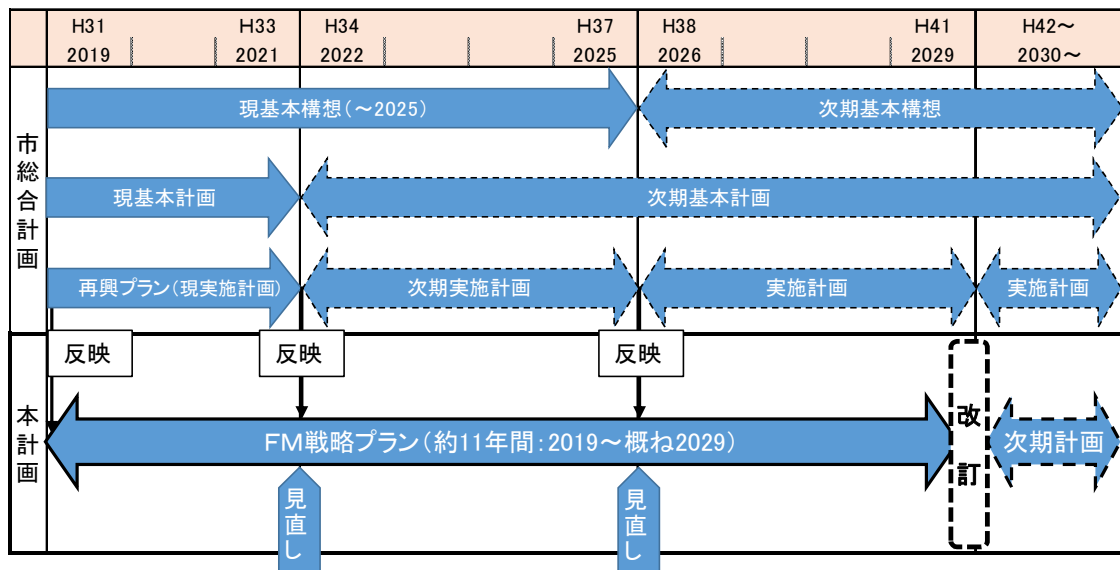 H31 H33 H34 H37 H38 H41 H42～
2019 2021 2022 2025 2026 2029 2030～
市総合計画
現基本構想(～2025) 次期基本構想
現基本計画 次期基本計画
再興プラン(現実施計画) 次期実施計画 実施計画 実施計画
本計画
反映 反映 反映
FM戦略プラン(約11年間:2019～概ね2029)
改訂
次期計画
見直し 見直し